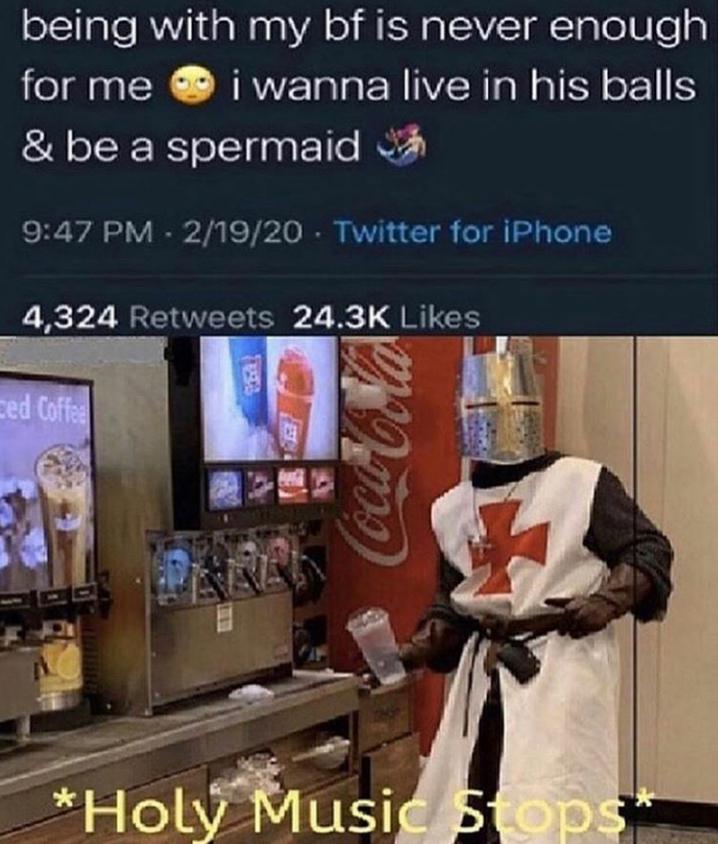 being with my bf is never enough
for me 🙄 i wanna live in his balls
& be a spermaid 🧜‍♀️
9:47 PM · 2/19/20 · Twitter for iPhone
4,324 Retweets 24.3K Likes
ced Coffee
Coca-Cola
*Holy Music Stops*